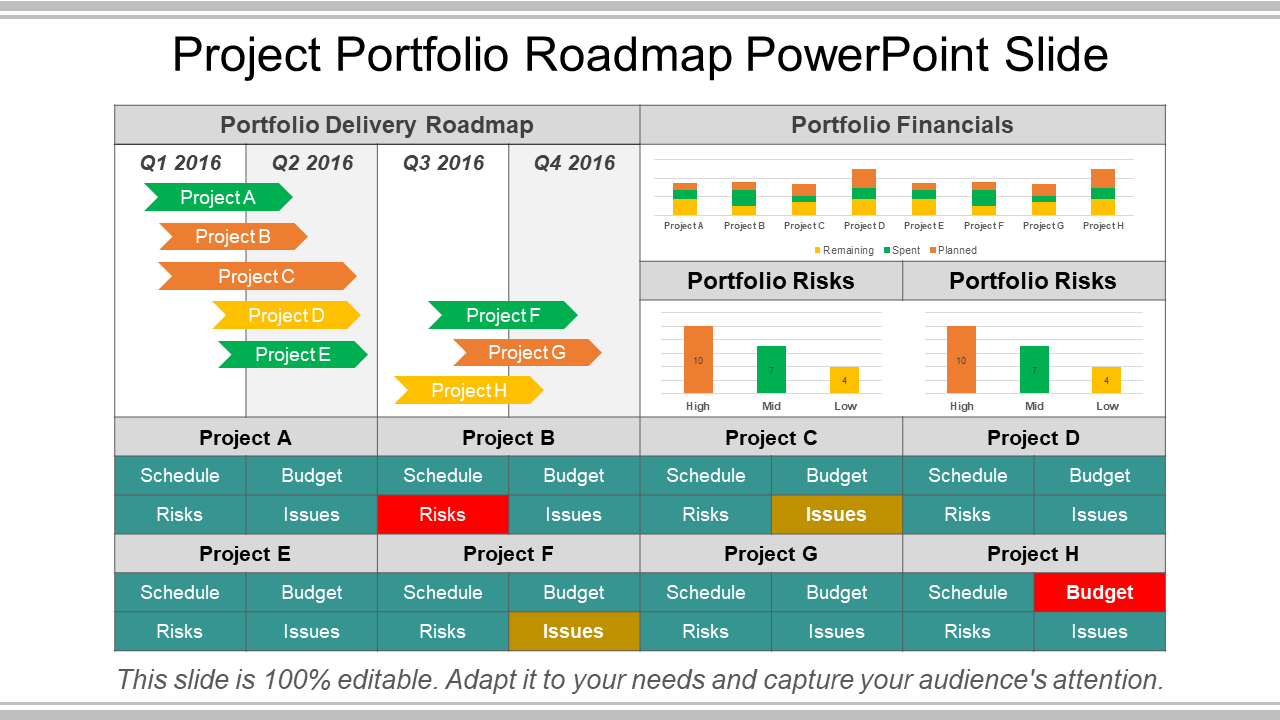 Project Portfolio Roadmap PowerPoint Slide
Portfolio Delivery Roadmap
Q1 2016 Q2 2016 Q3 2016 Q4 2016
Project A
Project B
Project C
Project D
Project E
Project F
Project G
Project H
Portfolio Financials
Project A Project B Project C Project D Project E Project F Project G Project H
Remaining Spent Planned
Portfolio Risks
10 7 4
High Mid Low
Portfolio Risks
10 7 4
High Mid Low
Project A Project B Project C Project D
Schedule Budget Schedule Budget Schedule Budget Schedule Budget
Risks Issues Risks Issues Risks Issues Risks Issues
Project E Project F Project G Project H
Schedule Budget Schedule Budget Schedule Budget Schedule Budget
Risks Issues Risks Issues Risks Issues Risks Issues
This slide is 100% editable. Adapt it to your needs and capture your audience's attention.